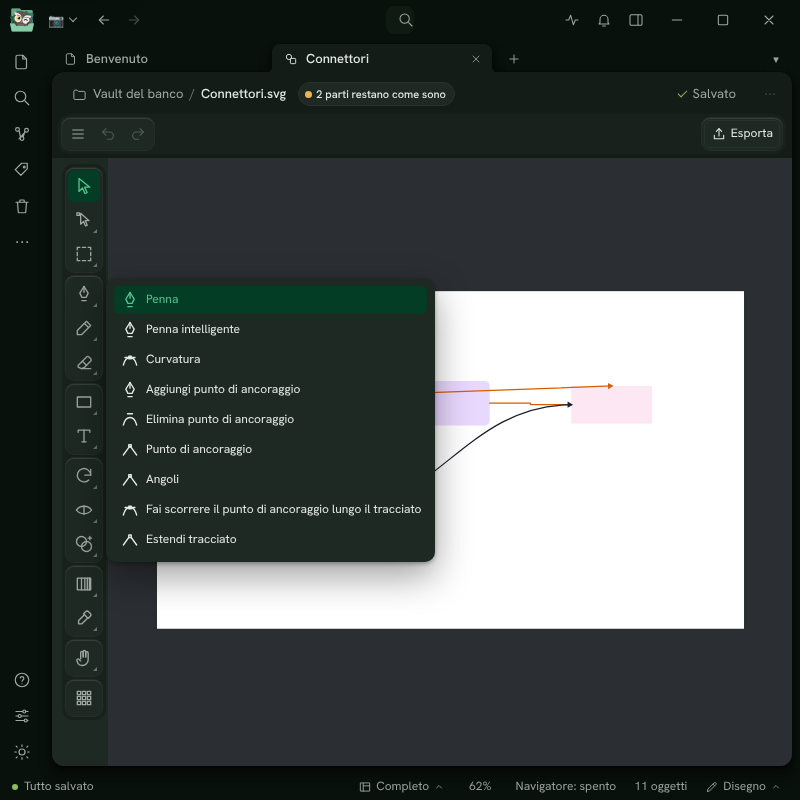 Benvenuto
Connettori
Vault del banco / Connettori.svg
2 parti restano come sono
Salvato
Esporta
Penna
Penna intelligente
Curvatura
Aggiungi punto di ancoraggio
Elimina punto di ancoraggio
Punto di ancoraggio
Angoli
Fai scorrere il punto di ancoraggio lungo il tracciato
Estendi tracciato
Tutto salvato
Completo
62%
Navigatore: spento
11 oggetti
Disegno